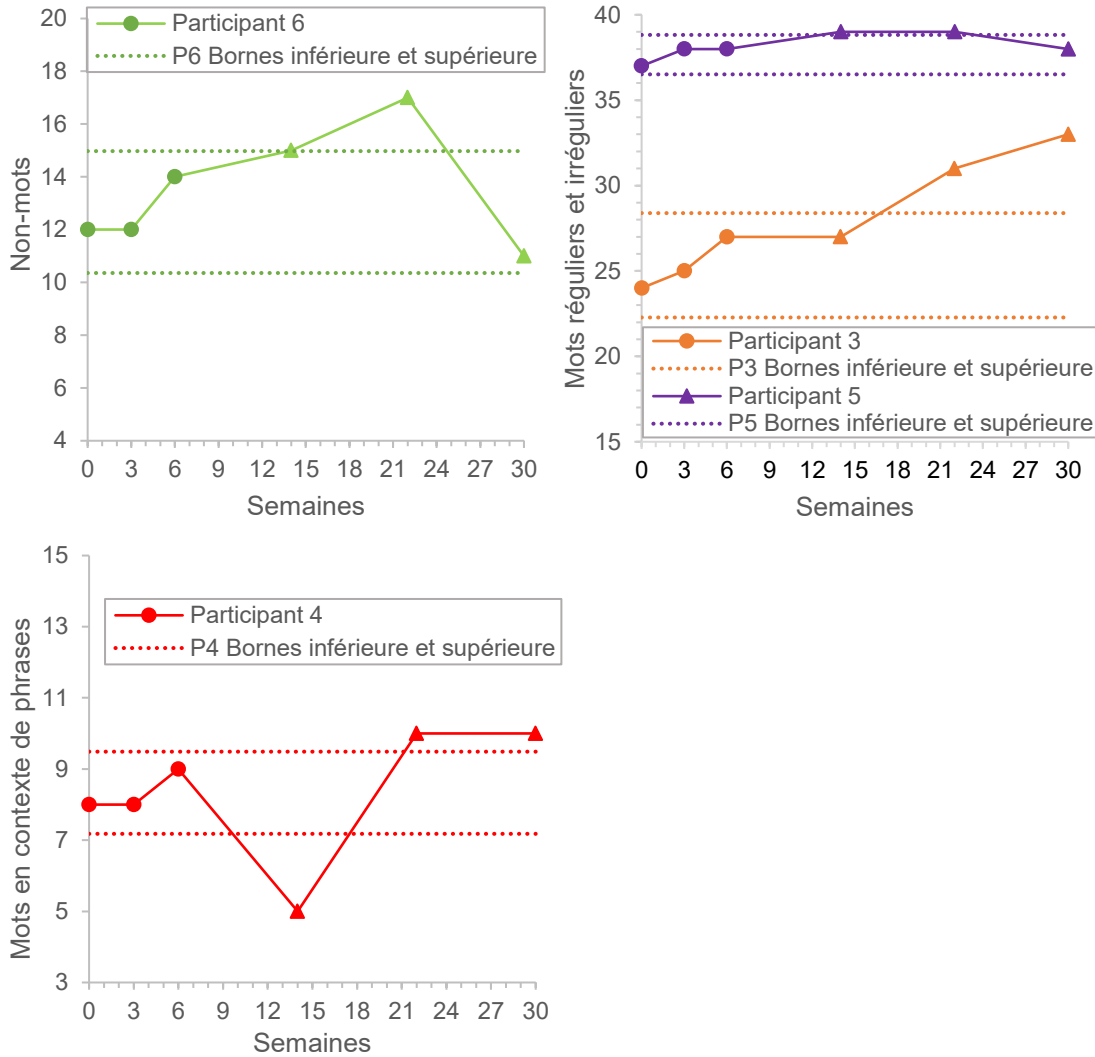 20
18
16
14
12
10
8
6
4
Non-mots
Participant 6
P6 Bornes inférieure et supérieure
0 3 6 9 12 15 18 21 24 27 30
Semaines
40
35
30
25
20
15
Mots réguliers et irréguliers
Participant 3
P3 Bornes inférieure et supérieure
Participant 5
P5 Bornes inférieure et supérieure
0 3 6 9 12 15 18 21 24 27 30
Semaines
15
13
11
9
7
5
3
Mots en contexte de phrases
Participant 4
P4 Bornes inférieure et supérieure
0 3 6 9 12 15 18 21 24 27 30
Semaines